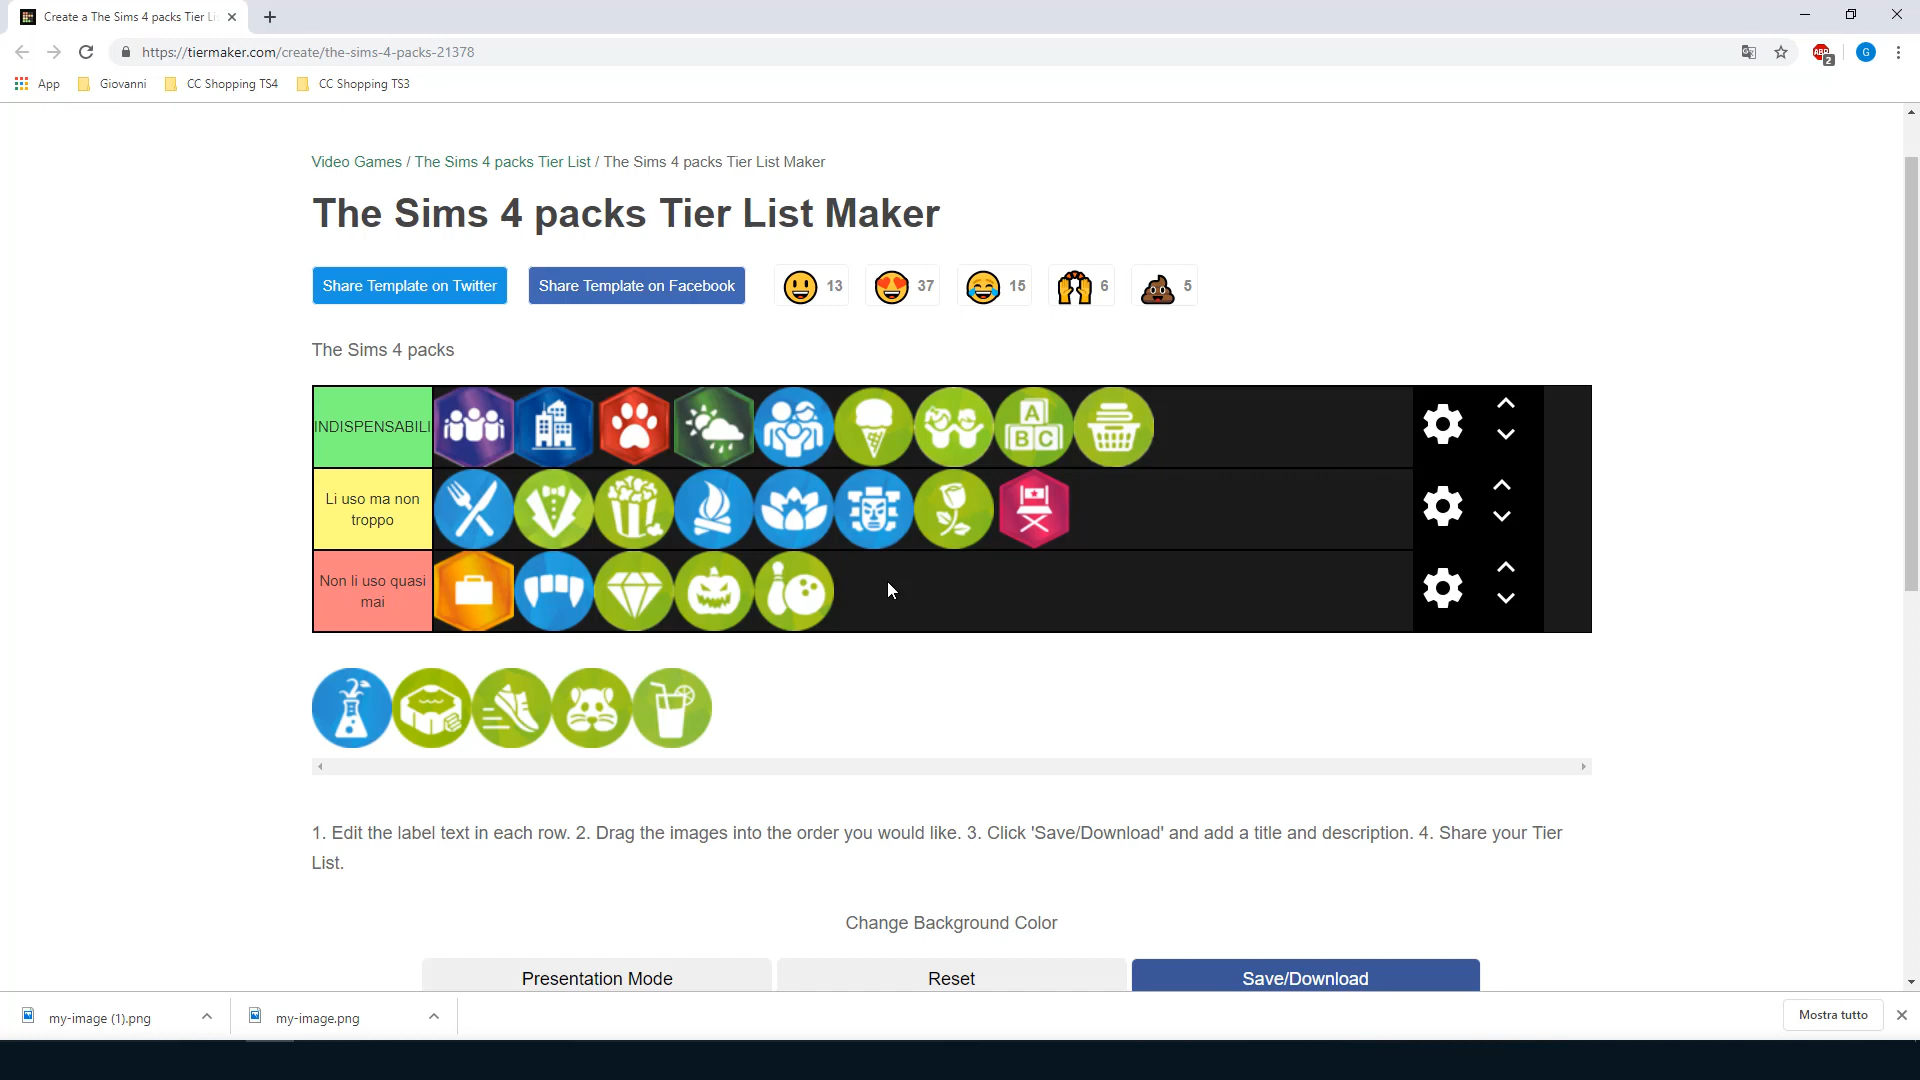 Create a The Sims 4 packs Tier Li
https://tiermaker.com/create/the-sims-4-packs-21378
ABP
2
G
App
Giovanni
CC Shopping TS4
CC Shopping TS3
Video Games / The Sims 4 packs Tier List / The Sims 4 packs Tier List Maker
The Sims 4 packs Tier List Maker
Share Template on Twitter
Share Template on Facebook
13
37
15
6
5
The Sims 4 packs
INDISPENSABILI
A
B C
Li uso ma non
troppo
Non li uso quasi
mai
1. Edit the label text in each row. 2. Drag the images into the order you would like. 3. Click 'Save/Download' and add a title and description. 4. Share your Tier
List.
Change Background Color
Presentation Mode
Reset
Save/Download
my-image (1).png
my-image.png
Mostra tutto